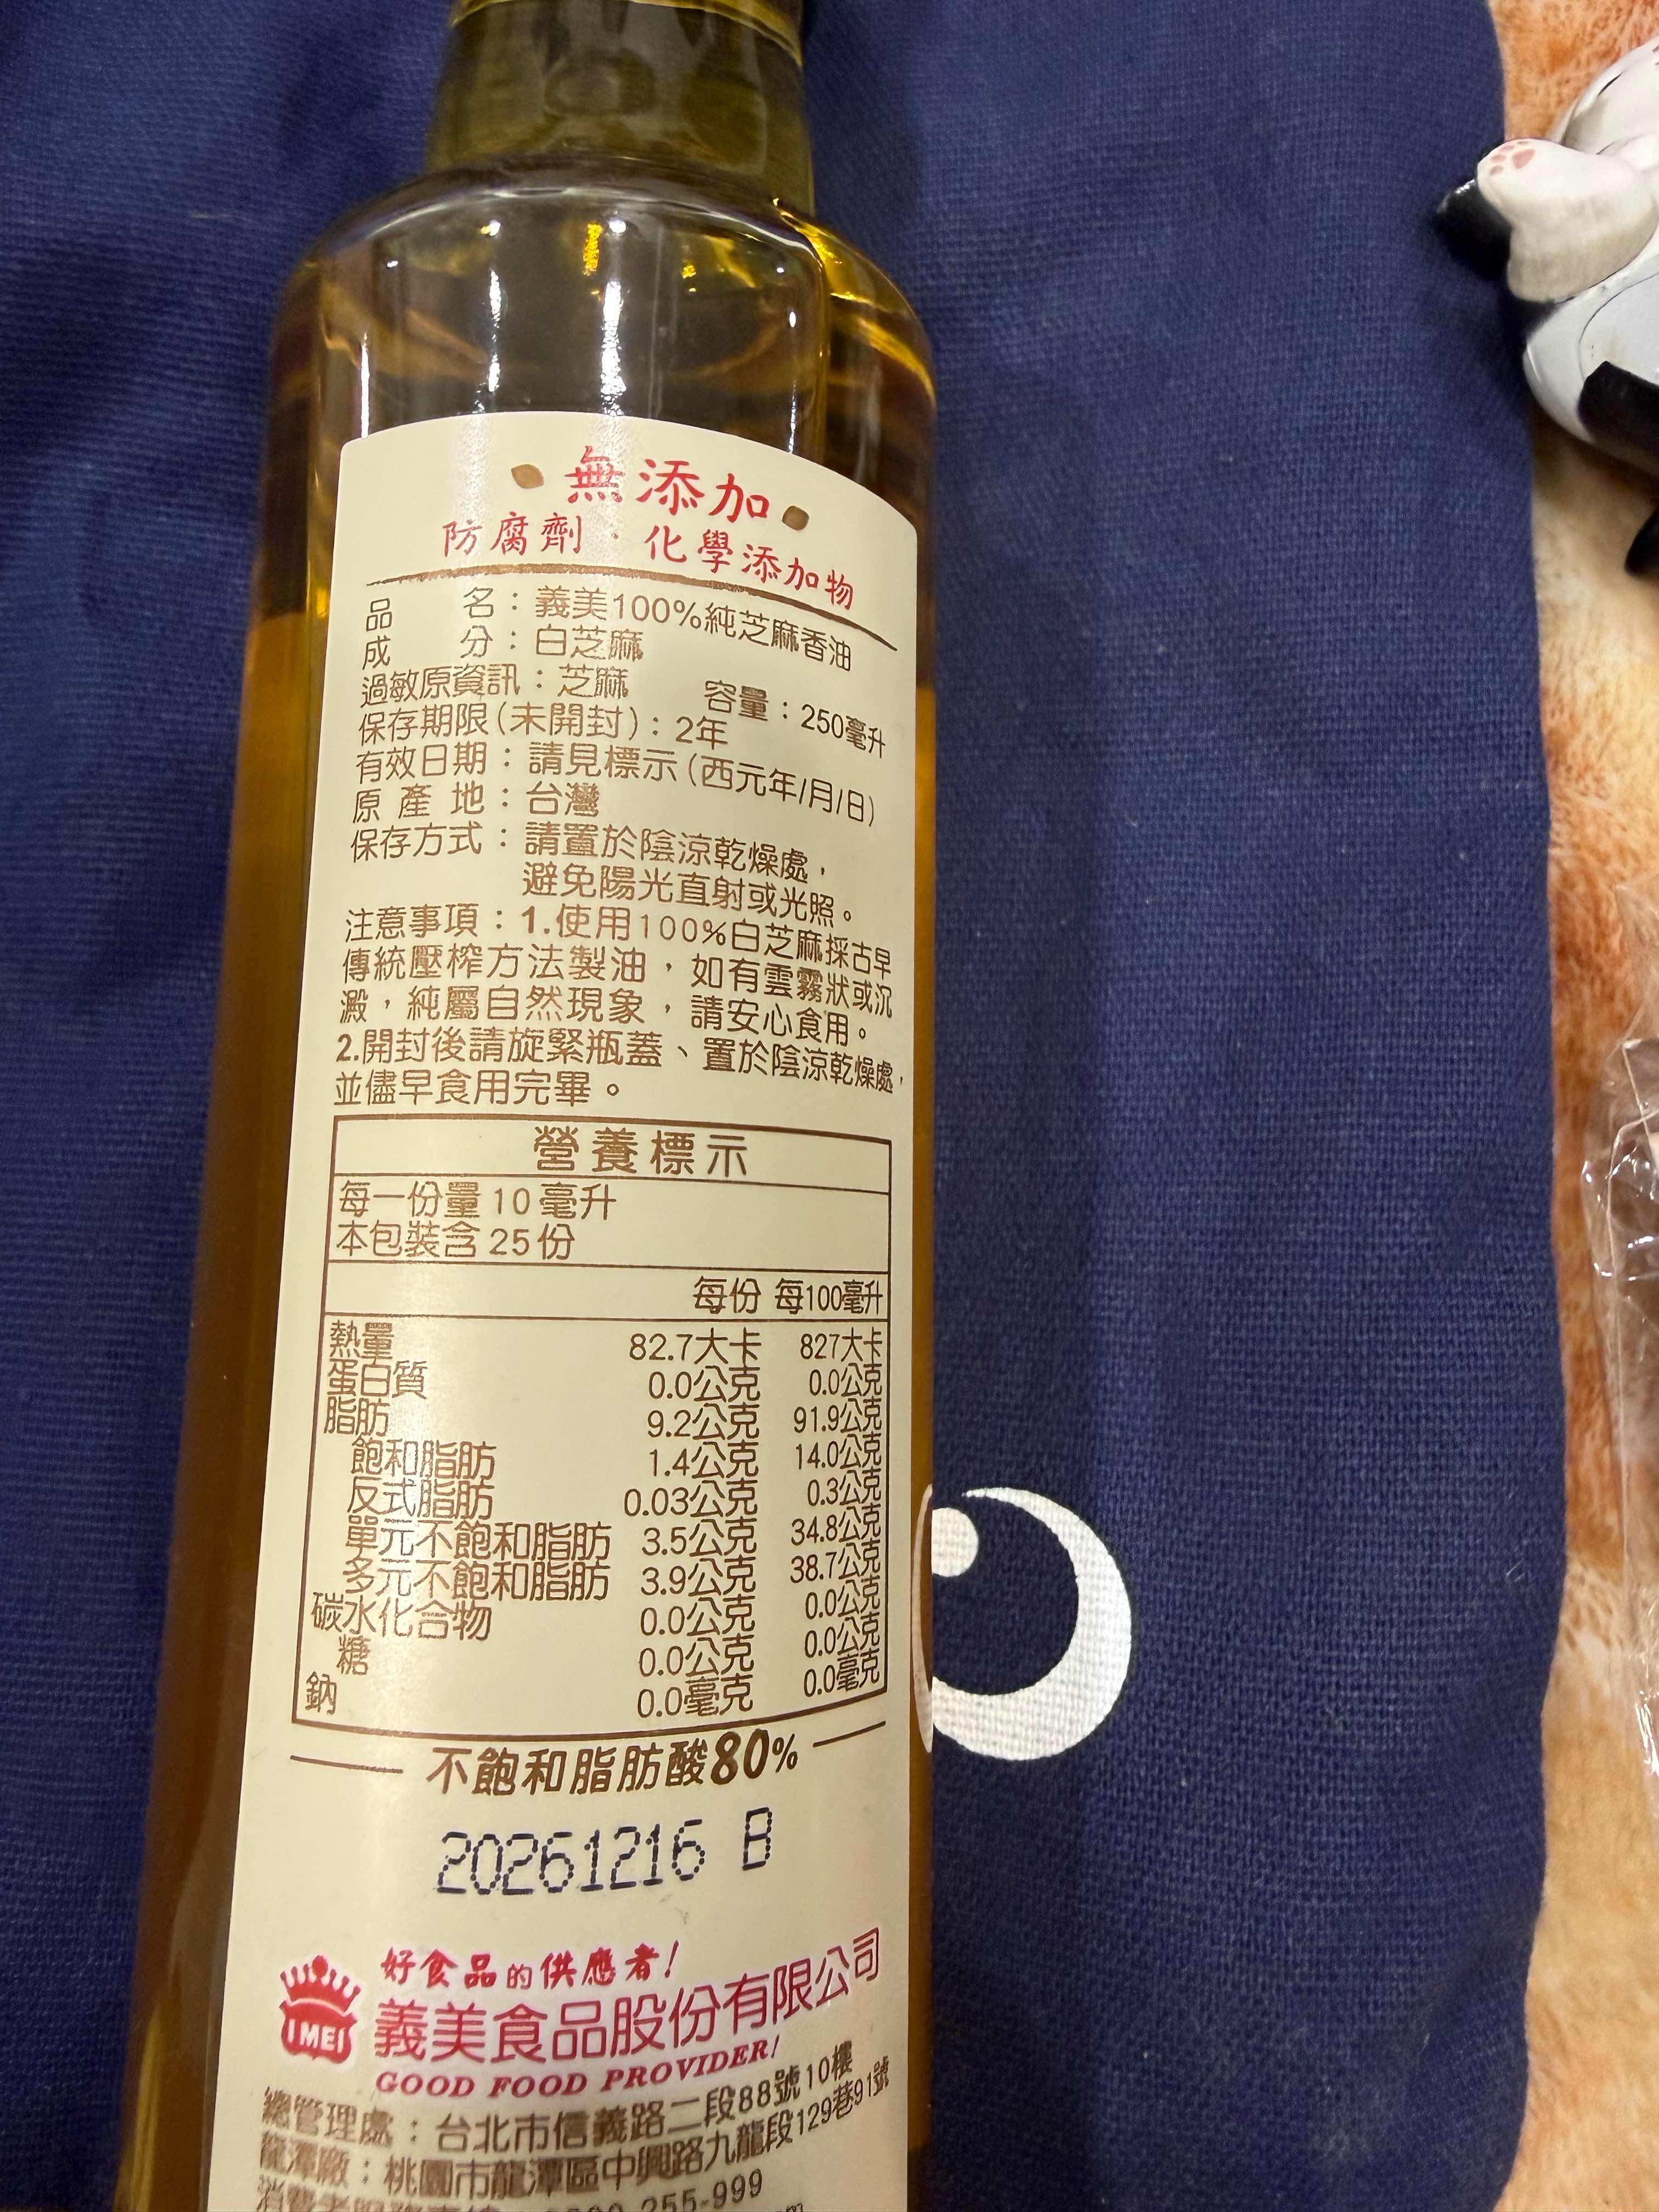 無添加
防腐劑·化學添加物
品名：義美100%純芝麻香油
成分：白芝麻
過敏原資訊：芝麻 容量：250毫升
保存期限(未開封)：2年
有效日期：請見標示(西元年/月/日)
原產地：台灣
保存方式：請置於陰涼乾燥處，
避免陽光直射或光照。
注意事項：1.使用100%白芝麻採古早
傳統壓榨方法製油，如有雲霧狀或沉
澱，純屬自然現象，請安心食用。
2.開封後請旋緊瓶蓋、置於陰涼乾燥處，
並儘早食用完畢。
營養標示
每一份量10毫升
本包裝含25份
每份 每100毫升
熱量 82.7大卡 827大卡
蛋白質 0.0公克 0.0公克
脂肪 9.2公克 91.9公克
飽和脂肪 1.4公克 14.0公克
反式脂肪 0.03公克 0.3公克
單元不飽和脂肪 3.5公克 34.8公克
多元不飽和脂肪 3.9公克 38.7公克
碳水化合物 0.0公克 0.0公克
糖 0.0公克 0.0公克
鈉 0.0毫克 0.0毫克
不飽和脂肪酸80%
20261216 B
好食品的供應者!
I MEI 義美食品股份有限公司
GOOD FOOD PROVIDER!
總管理處：台北市信義路二段88號10樓
龍潭廠：桃園市龍潭區中興路九龍段129巷91號
255-999